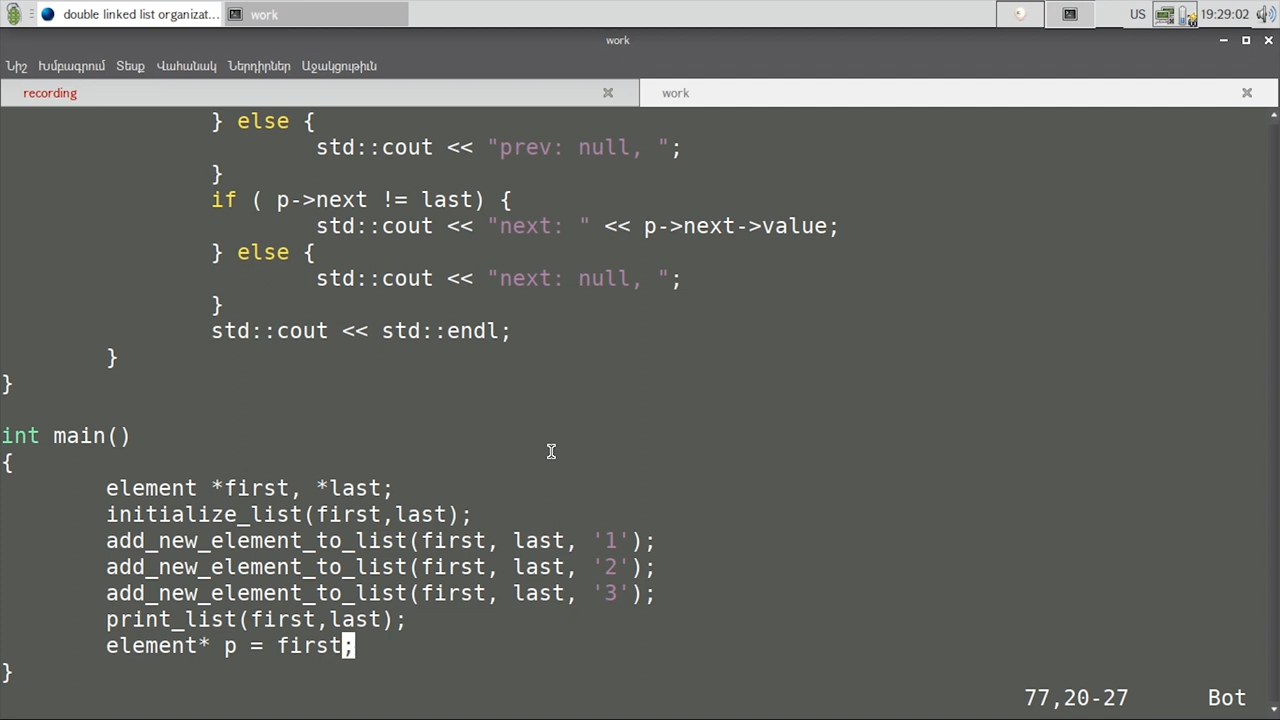 double linked list organizat...
work
US
19:29:02
work
Նիշ Խմբագրում Տեսք Վահանակ Ներդիրներ Աջակցութիւն
recording
work
} else {
std::cout << "prev: null, ";
}
if ( p->next != last) {
std::cout << "next: " << p->next->value;
} else {
std::cout << "next: null, ";
}
std::cout << std::endl;
}
}
int main()
{
element *first, *last;
initialize_list(first,last);
add_new_element_to_list(first, last, '1');
add_new_element_to_list(first, last, '2');
add_new_element_to_list(first, last, '3');
print_list(first,last);
element* p = first;
}
77,20-27 Bot